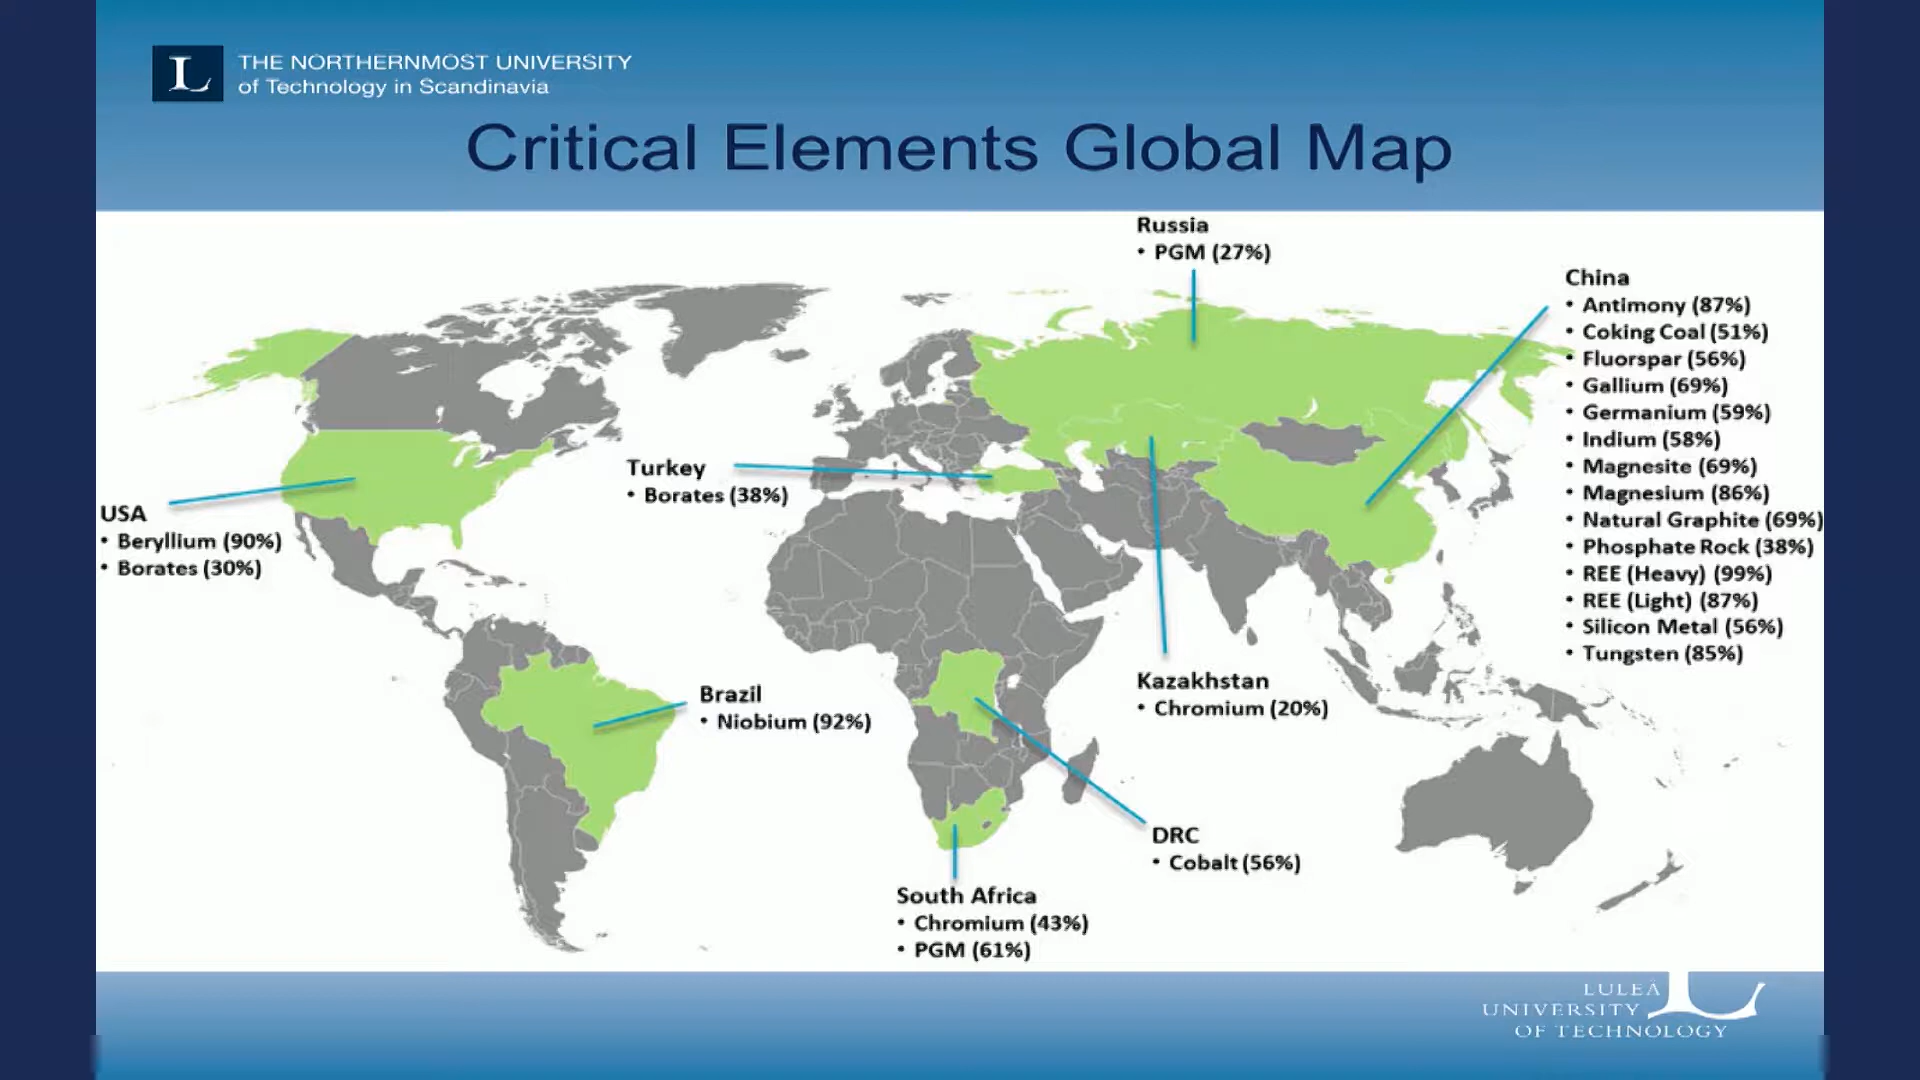 THE NORTHERNMOST UNIVERSITY
of Technology in Scandinavia
L
Critical Elements Global Map
Russia
• PGM (27%)
China
• Antimony (87%)
• Coking Coal (51%)
• Fluorspar (56%)
• Gallium (69%)
• Germanium (59%)
• Indium (58%)
• Magnesite (69%)
• Magnesium (86%)
• Natural Graphite (69%)
• Phosphate Rock (38%)
• REE (Heavy) (99%)
• REE (Light) (87%)
• Silicon Metal (56%)
• Tungsten (85%)
Turkey
• Borates (38%)
USA
• Beryllium (90%)
• Borates (30%)
Brazil
• Niobium (92%)
Kazakhstan
• Chromium (20%)
DRC
• Cobalt (56%)
South Africa
• Chromium (43%)
• PGM (61%)
LULEÅ
UNIVERSITY
OF TECHNOLOGY
L